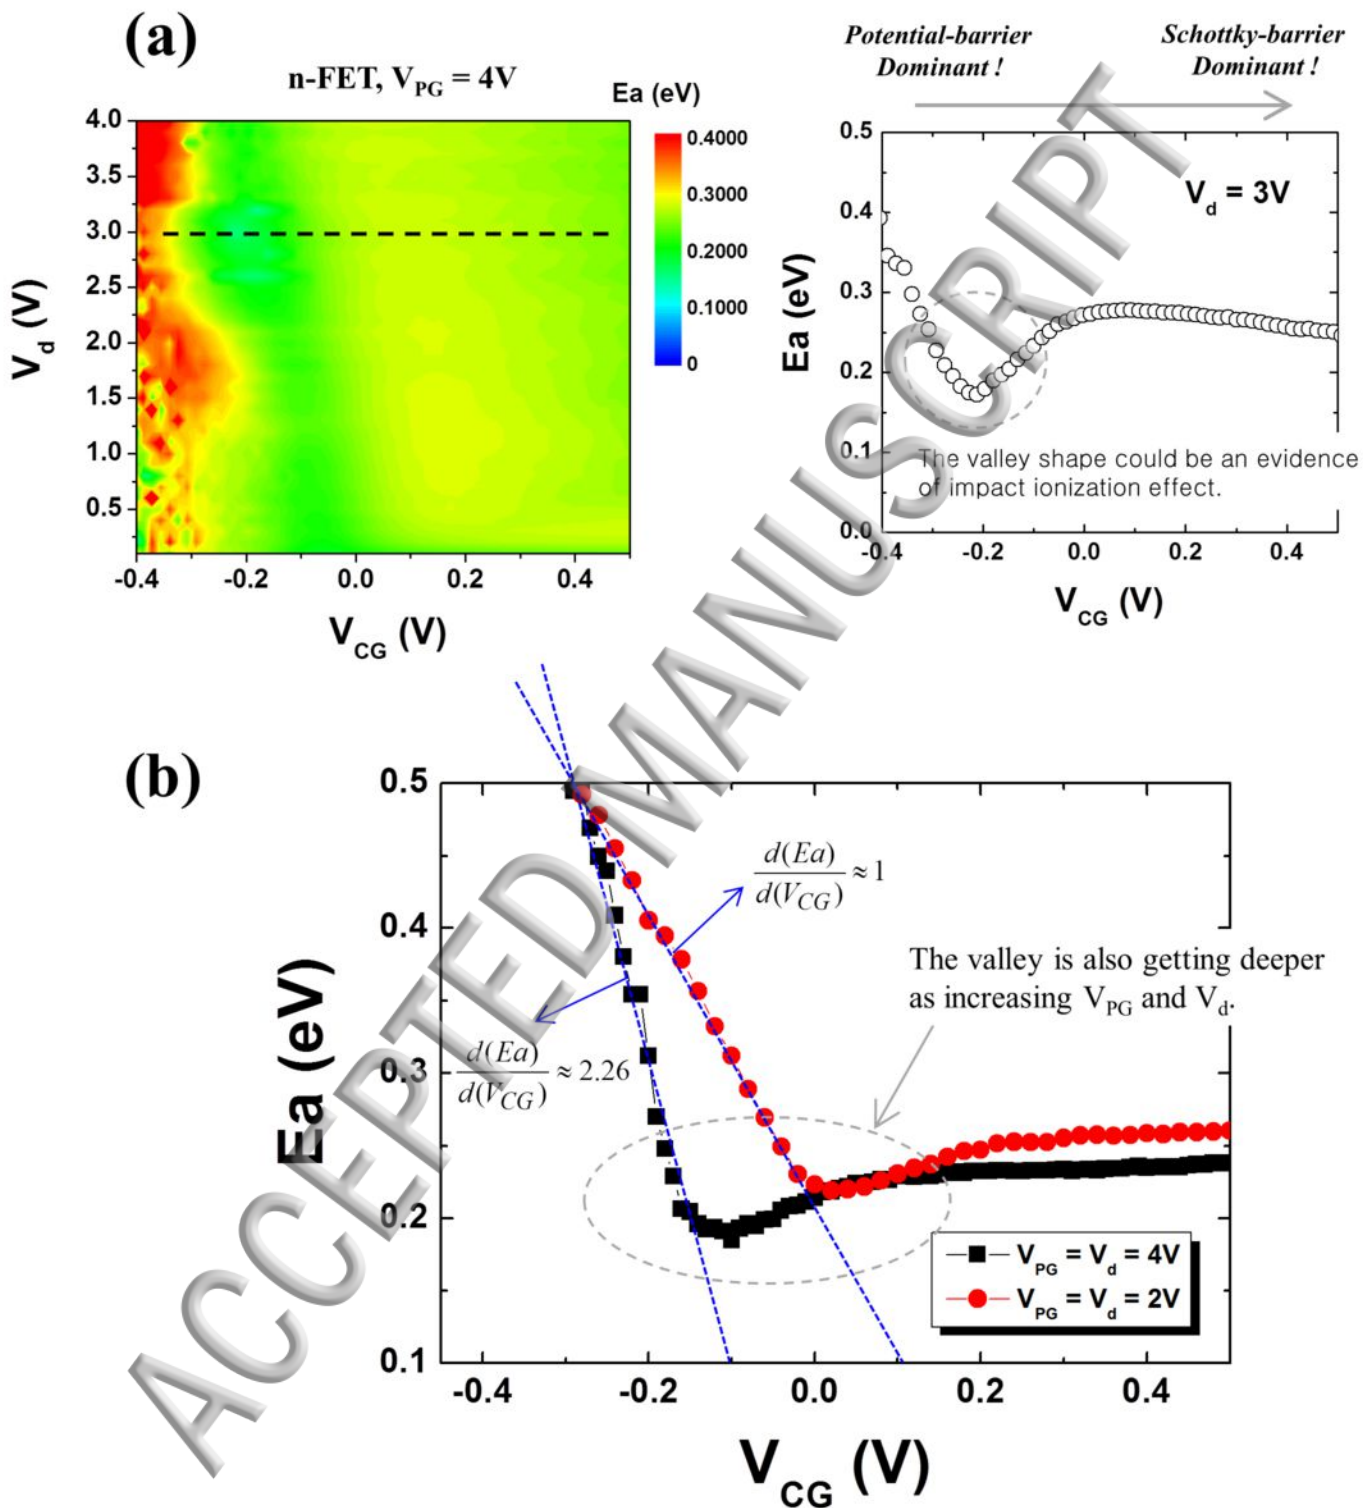 (a)
n-FET, V_PG = 4V
Ea (eV)
4.0
3.5
3.0
2.5
2.0
1.5
1.0
0.5
V_d (V)
-0.4
-0.2
0.0
0.2
0.4
V_CG (V)
0.4000
0.3000
0.2000
0.1000
0
Potential-barrier
Dominant !
Schottky-barrier
Dominant !
0.5
0.4
0.3
0.2
0.1
0.0
Ea (eV)
V_d = 3V
The valley shape could be an evidence
of impact ionization effect.
-0.4
-0.2
0.0
0.2
0.4
V_CG (V)
(b)
0.5
0.4
0.3
0.2
0.1
Ea (eV)
d(Ea)
d(V_CG)
≈ 1
d(Ea)
d(V_CG)
≈ 2.26
The valley is also getting deeper
as increasing V_PG and V_d.
V_PG = V_d = 4V
V_PG = V_d = 2V
-0.4
-0.2
0.0
0.2
0.4
V_CG (V)
ACCEPTED MANUSCRIPT